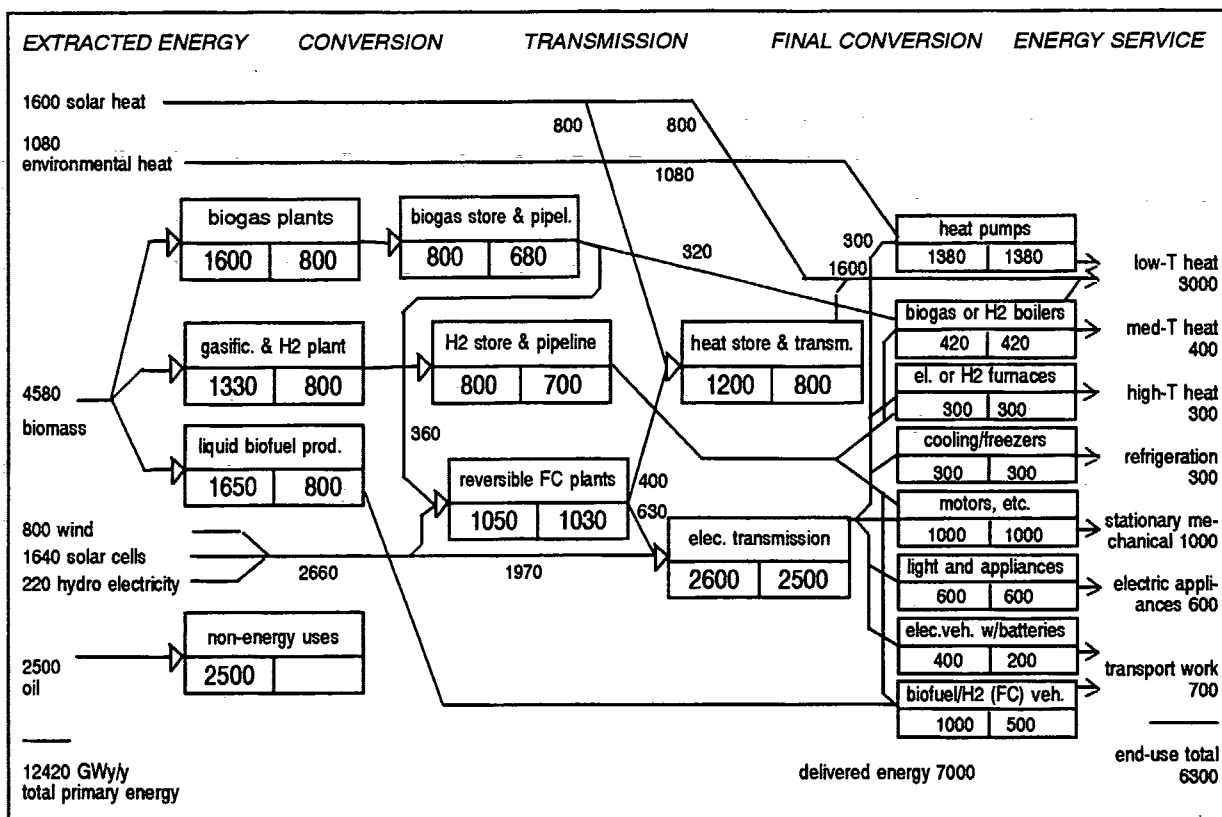 EXTRACTED ENERGY CONVERSION TRANSMISSION FINAL CONVERSION ENERGY SERVICE
1600 solar heat
800 800
1080
environmental heat
1080
biogas plants
1600 800
biogas store & pipel.
800 680
320
300
1600
heat pumps
1380 1380
low-T heat
3000
gasific. & H2 plant
1330 800
H2 store & pipeline
800 700
heat store & transm.
1200 800
biogas or H2 boilers
420 420
med-T heat
400
4580
biomass
el. or H2 furnaces
300 300
high-T heat
300
360
liquid biofuel prod.
1650 800
reversible FC plants
1050 1030
400
630
cooling/freezers
300 300
refrigeration
300
800 wind
1640 solar cells
220 hydro electricity
2660
1970
elec. transmission
2600 2500
motors, etc.
1000 1000
stationary me-
chanical 1000
light and appliances
600 600
electric appli-
ances 600
non-energy uses
2500
2500
oil
elec.veh. w/batteries
400 200
transport work
700
biofuel/H2 (FC) veh.
1000 500
12420 GWy/y
total primary energy
delivered energy 7000
end-use total
6300